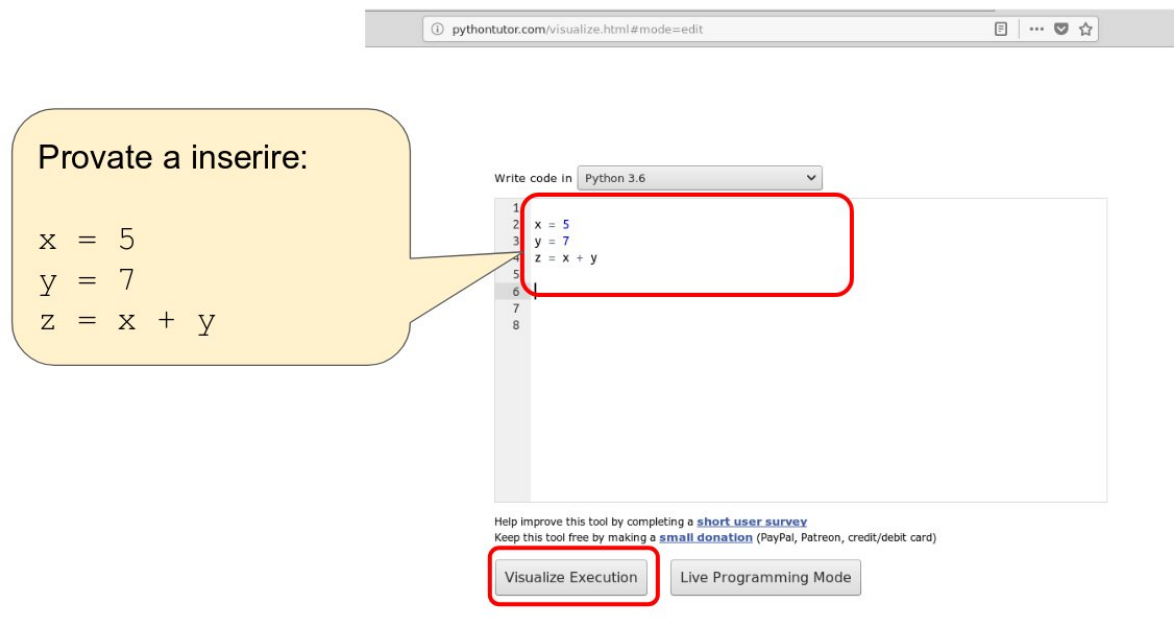 pythontutor.com/visualize.html#mode=edit
Provate a inserire:
x = 5
y = 7
z = x + y
Write code in Python 3.6
1
2 x = 5
3 y = 7
4 z = x + y
5
6
7
8
Help improve this tool by completing a short user survey
Keep this tool free by making a small donation (PayPal, Patreon, credit/debit card)
Visualize Execution Live Programming Mode